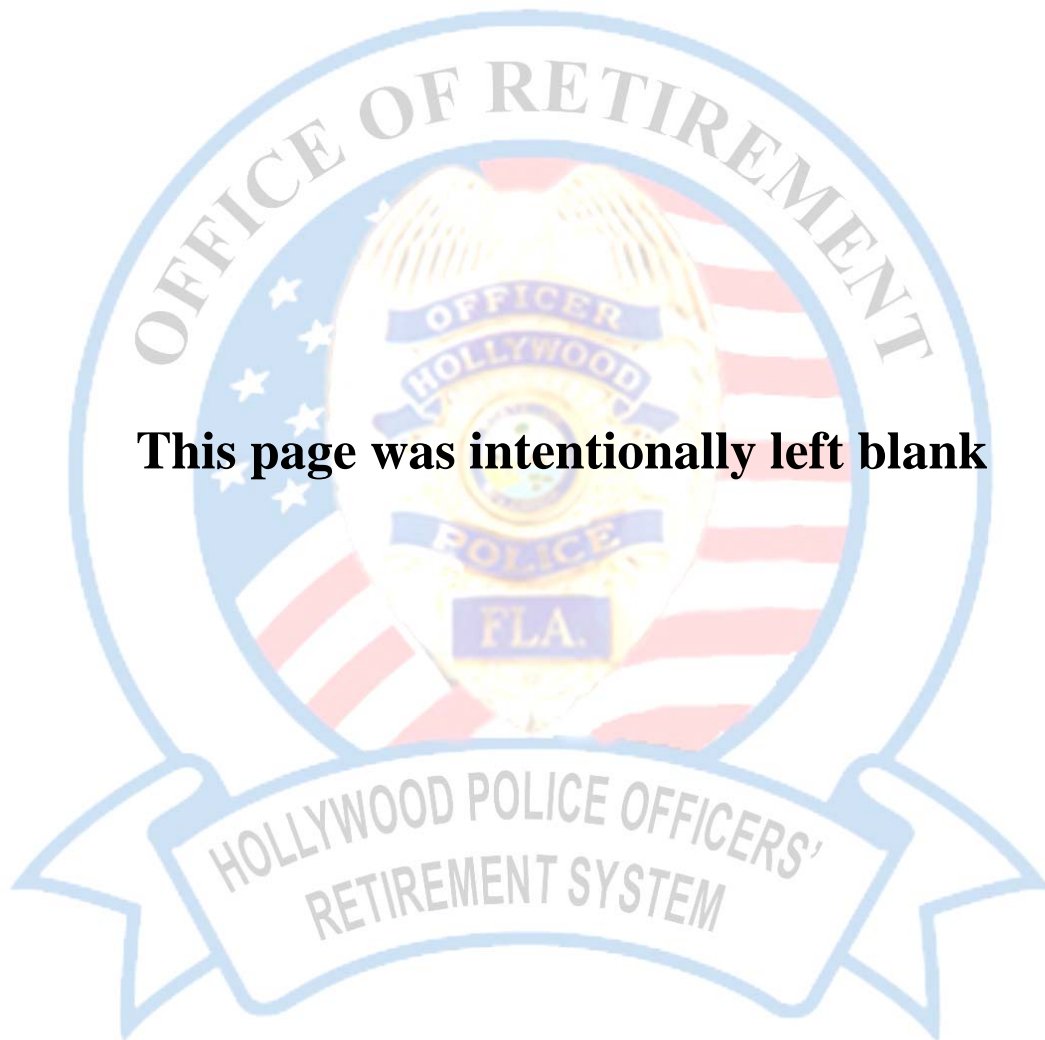 OFFICE OF RETIREMENT
OFFICER
HOLLYWOOD
This page was intentionally left blank
POLICE
FLA.
HOLLYWOOD POLICE OFFICERS'
RETIREMENT SYSTEM